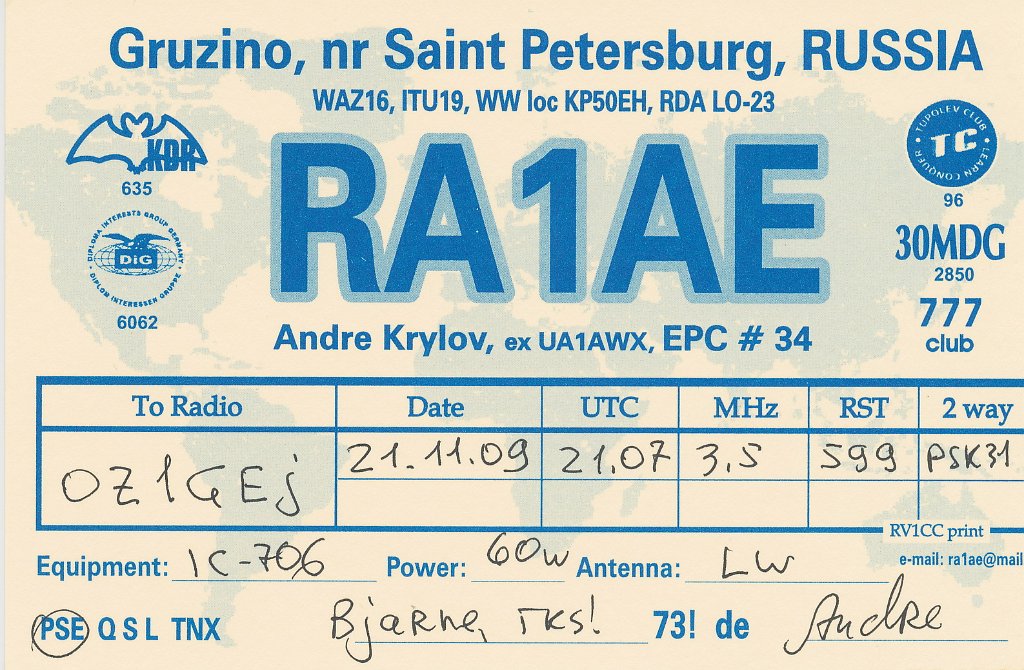 Gruzino, nr Saint Petersburg, RUSSIA
WAZ16, ITU19, WW loc KP50EH, RDA LO-23
KDR
635
RA1AE
TUPOLEV CLUB
TC
LEARN CONQUER
96
DIPLOMA INTERESTS GROUP GERMANY
DIG
DIPLOM INTERESSEN GRUPPE
6062
30MDG
2850
777
club
Andre Krylov, ex UA1AWX, EPC # 34
To Radio Date UTC MHz RST 2 way
OZ1GEj 21.11.09 21.07 3,5 599 PSK31
RV1CC print
Equipment: IC-706 Power: 60w Antenna: LW
e-mail: ra1ae@mail
PSE Q S L TNX Bjarne, TKS! 73! de Andre